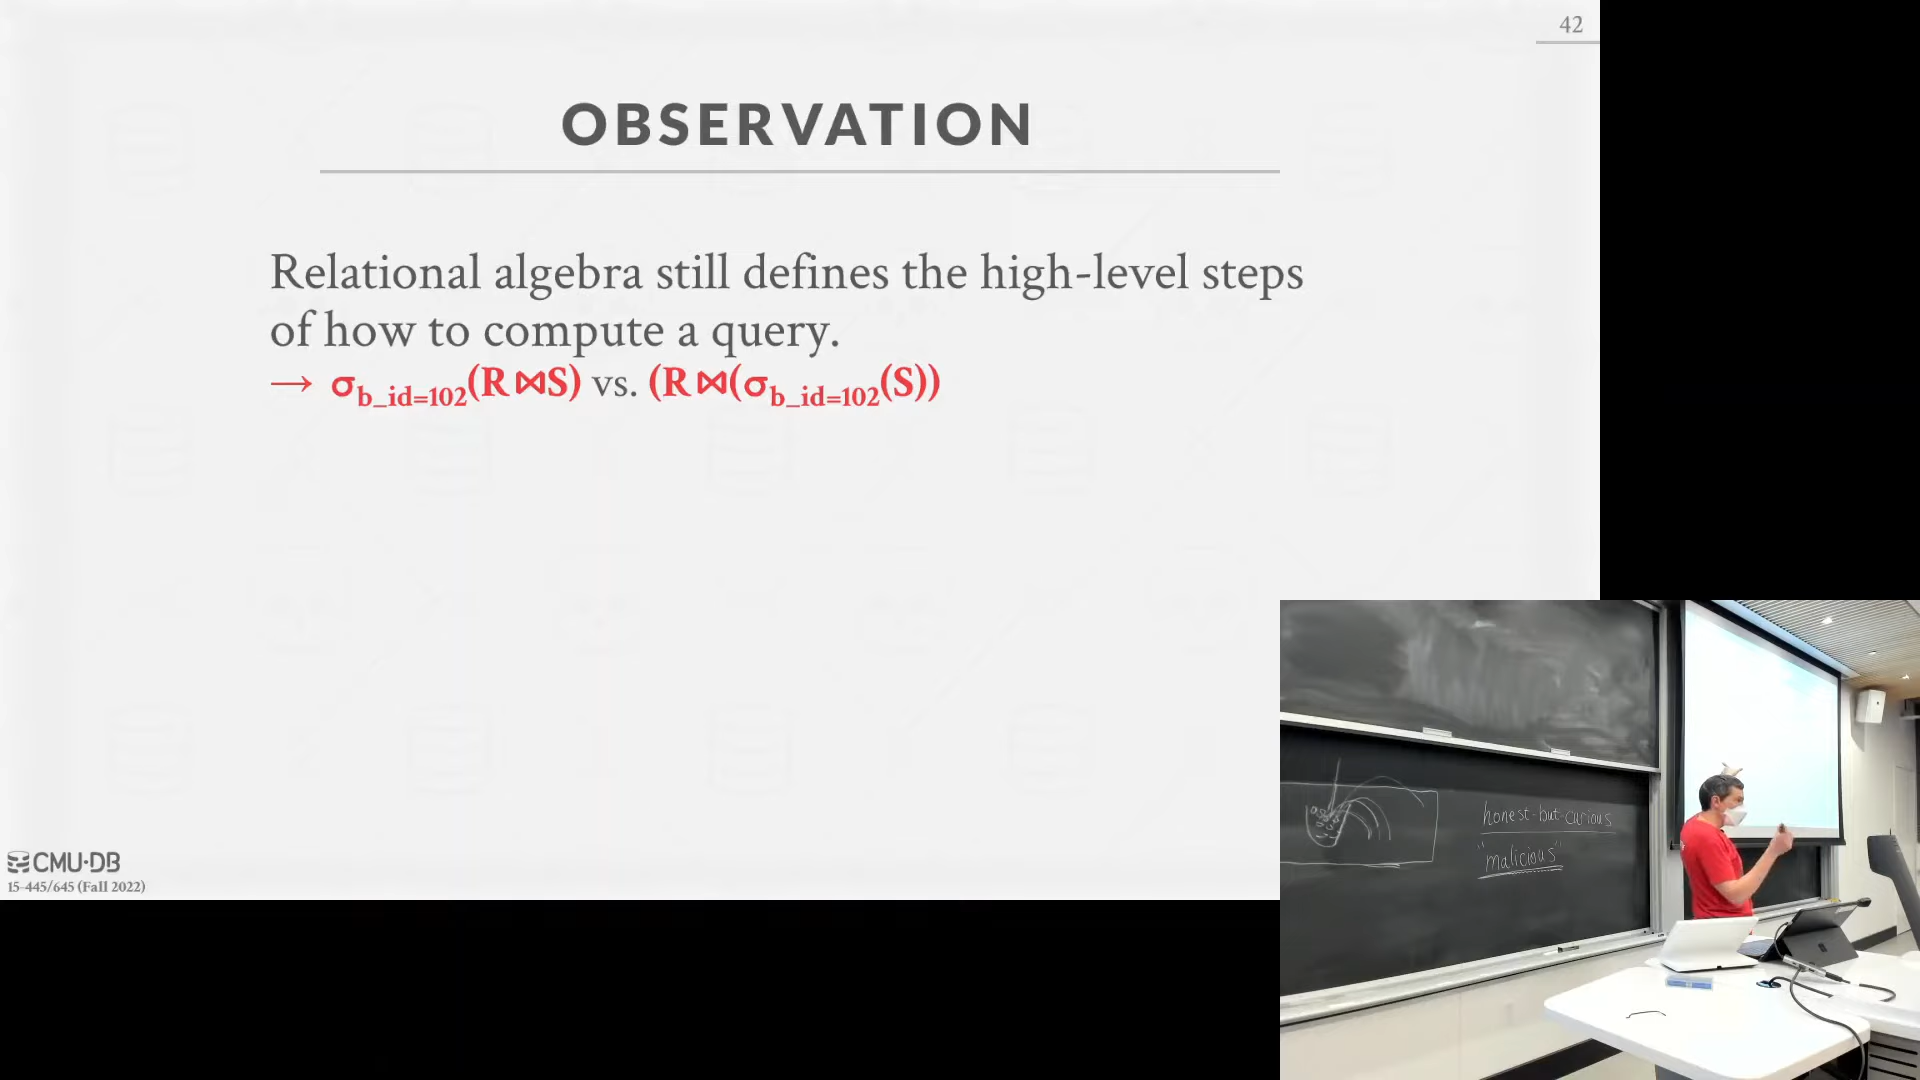 42
OBSERVATION
Relational algebra still defines the high-level steps
of how to compute a query.
→ σb_id=102(R⋈S) vs. (R⋈(σb_id=102(S))
CMU·DB
15-445/645 (Fall 2022)
honest-but-curious
"malicious"